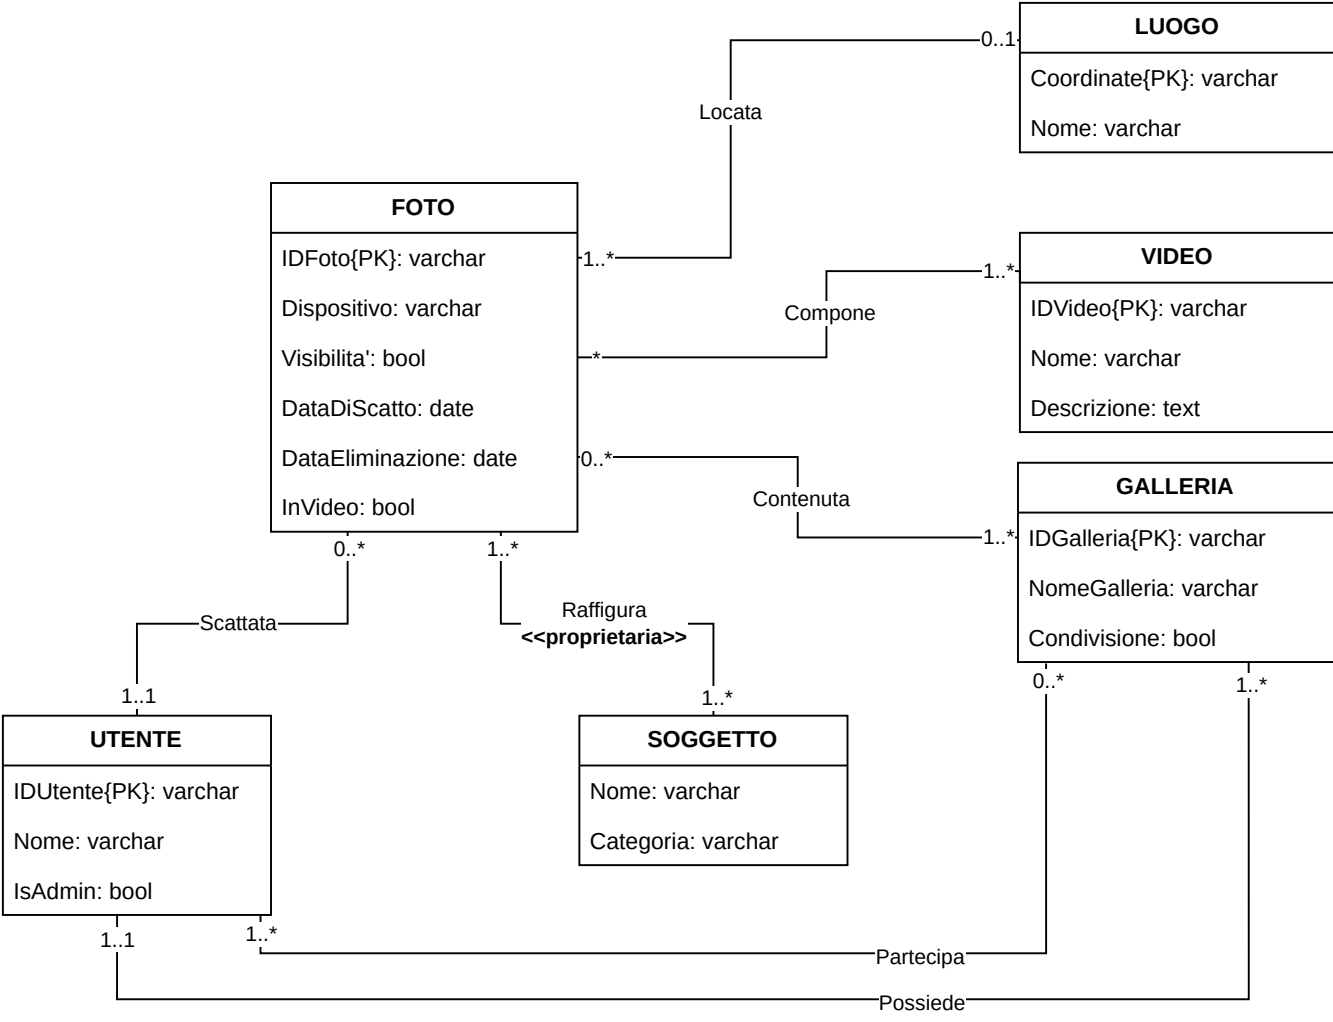 LUOGO
Coordinate{PK}: varchar
Nome: varchar
0..1
Locata
FOTO
IDFoto{PK}: varchar
Dispositivo: varchar
Visibilita': bool
DataDiScatto: date
DataEliminazione: date
InVideo: bool
1..*
*
0..*
0..*
1..*
VIDEO
IDVideo{PK}: varchar
Nome: varchar
Descrizione: text
1..*
Compone
GALLERIA
IDGalleria{PK}: varchar
NomeGalleria: varchar
Condivisione: bool
Contenuta
1..*
0..*
1..*
Scattata
Raffigura
<<proprietaria>>
1..1
1..*
UTENTE
IDUtente{PK}: varchar
Nome: varchar
IsAdmin: bool
SOGGETTO
Nome: varchar
Categoria: varchar
1..1
1..*
Partecipa
Possiede